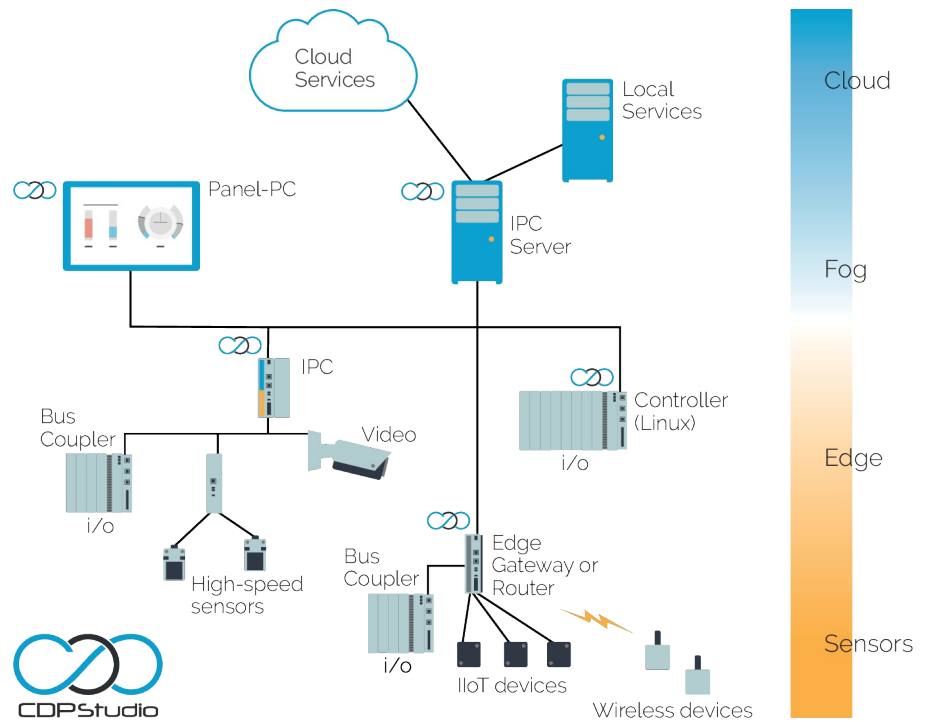 Cloud
Services
Local
Services
Cloud
Panel-PC
IPC
Server
Fog
IPC
Controller
(Linux)
i/o
Bus
Coupler
i/o
Video
Edge
High-speed
sensors
Bus
Coupler
i/o
Edge
Gateway or
Router
IIoT devices
Wireless devices
Sensors
CDPStudio